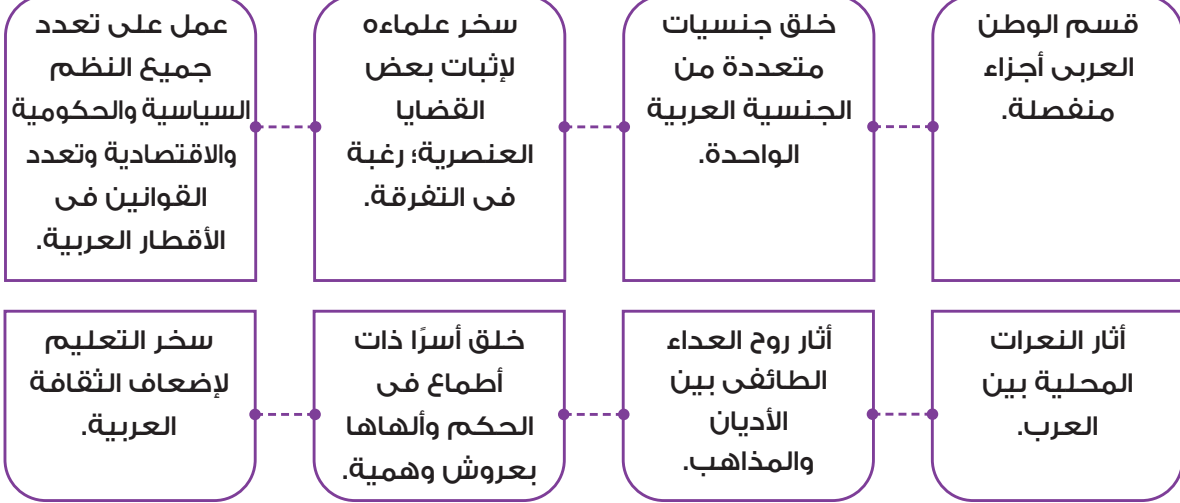 قسم الوطن
العربى أجزاء
منفصلة.
خلق جنسيات
متعددة من
الجنسية العربية
الواحدة.
سخر علماءه
لإثبات بعض
القضايا
العنصرية؛ رغبة
فى التفرقة.
عمل على تعدد
جميع النظم
السياسية والحكومية
والاقتصادية وتعدد
القوانين فى
الأقطار العربية.
أثار النعرات
المحلية بين
العرب.
أثار روح العداء
الطائفى بين
الأديان
والمذاهب.
خلق أسرًا ذات
أطماع فى
الحكم وألهاها
بعروش وهمية.
سخر التعليم
لإضعاف الثقافة
العربية.